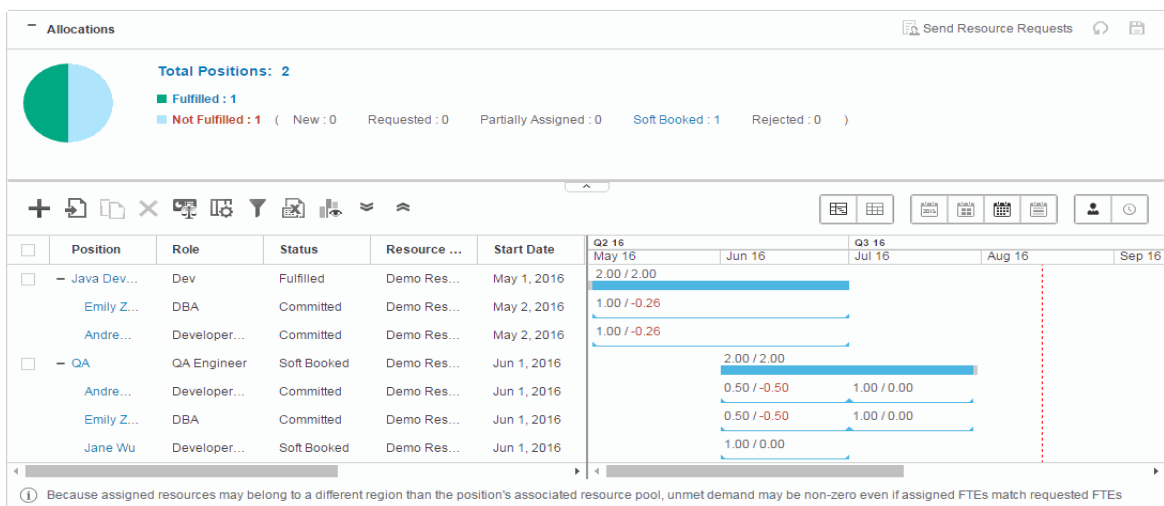 − Allocations Send Resource Requests
Total Positions: 2
Fulfilled : 1
Not Fulfilled : 1 ( New : 0 Requested : 0 Partially Assigned : 0 Soft Booked : 1 Rejected : 0 )
2015
Position Role Status Resource ... Start Date
Q2 16 Q3 16
May 16 Jun 16 Jul 16 Aug 16 Sep 16
− Java Dev... Dev Fulfilled Demo Res... May 1, 2016 2.00 / 2.00
Emily Z... DBA Committed Demo Res... May 2, 2016 1.00 / -0.26
Andre... Developer... Committed Demo Res... May 2, 2016 1.00 / -0.26
− QA QA Engineer Soft Booked Demo Res... Jun 1, 2016 2.00 / 2.00
Andre... Developer... Committed Demo Res... Jun 1, 2016 0.50 / -0.50 1.00 / 0.00
Emily Z... DBA Committed Demo Res... Jun 1, 2016 0.50 / -0.50 1.00 / 0.00
Jane Wu Developer... Soft Booked Demo Res... Jun 1, 2016 1.00 / 0.00
Because assigned resources may belong to a different region than the position's associated resource pool, unmet demand may be non-zero even if assigned FTEs match requested FTEs